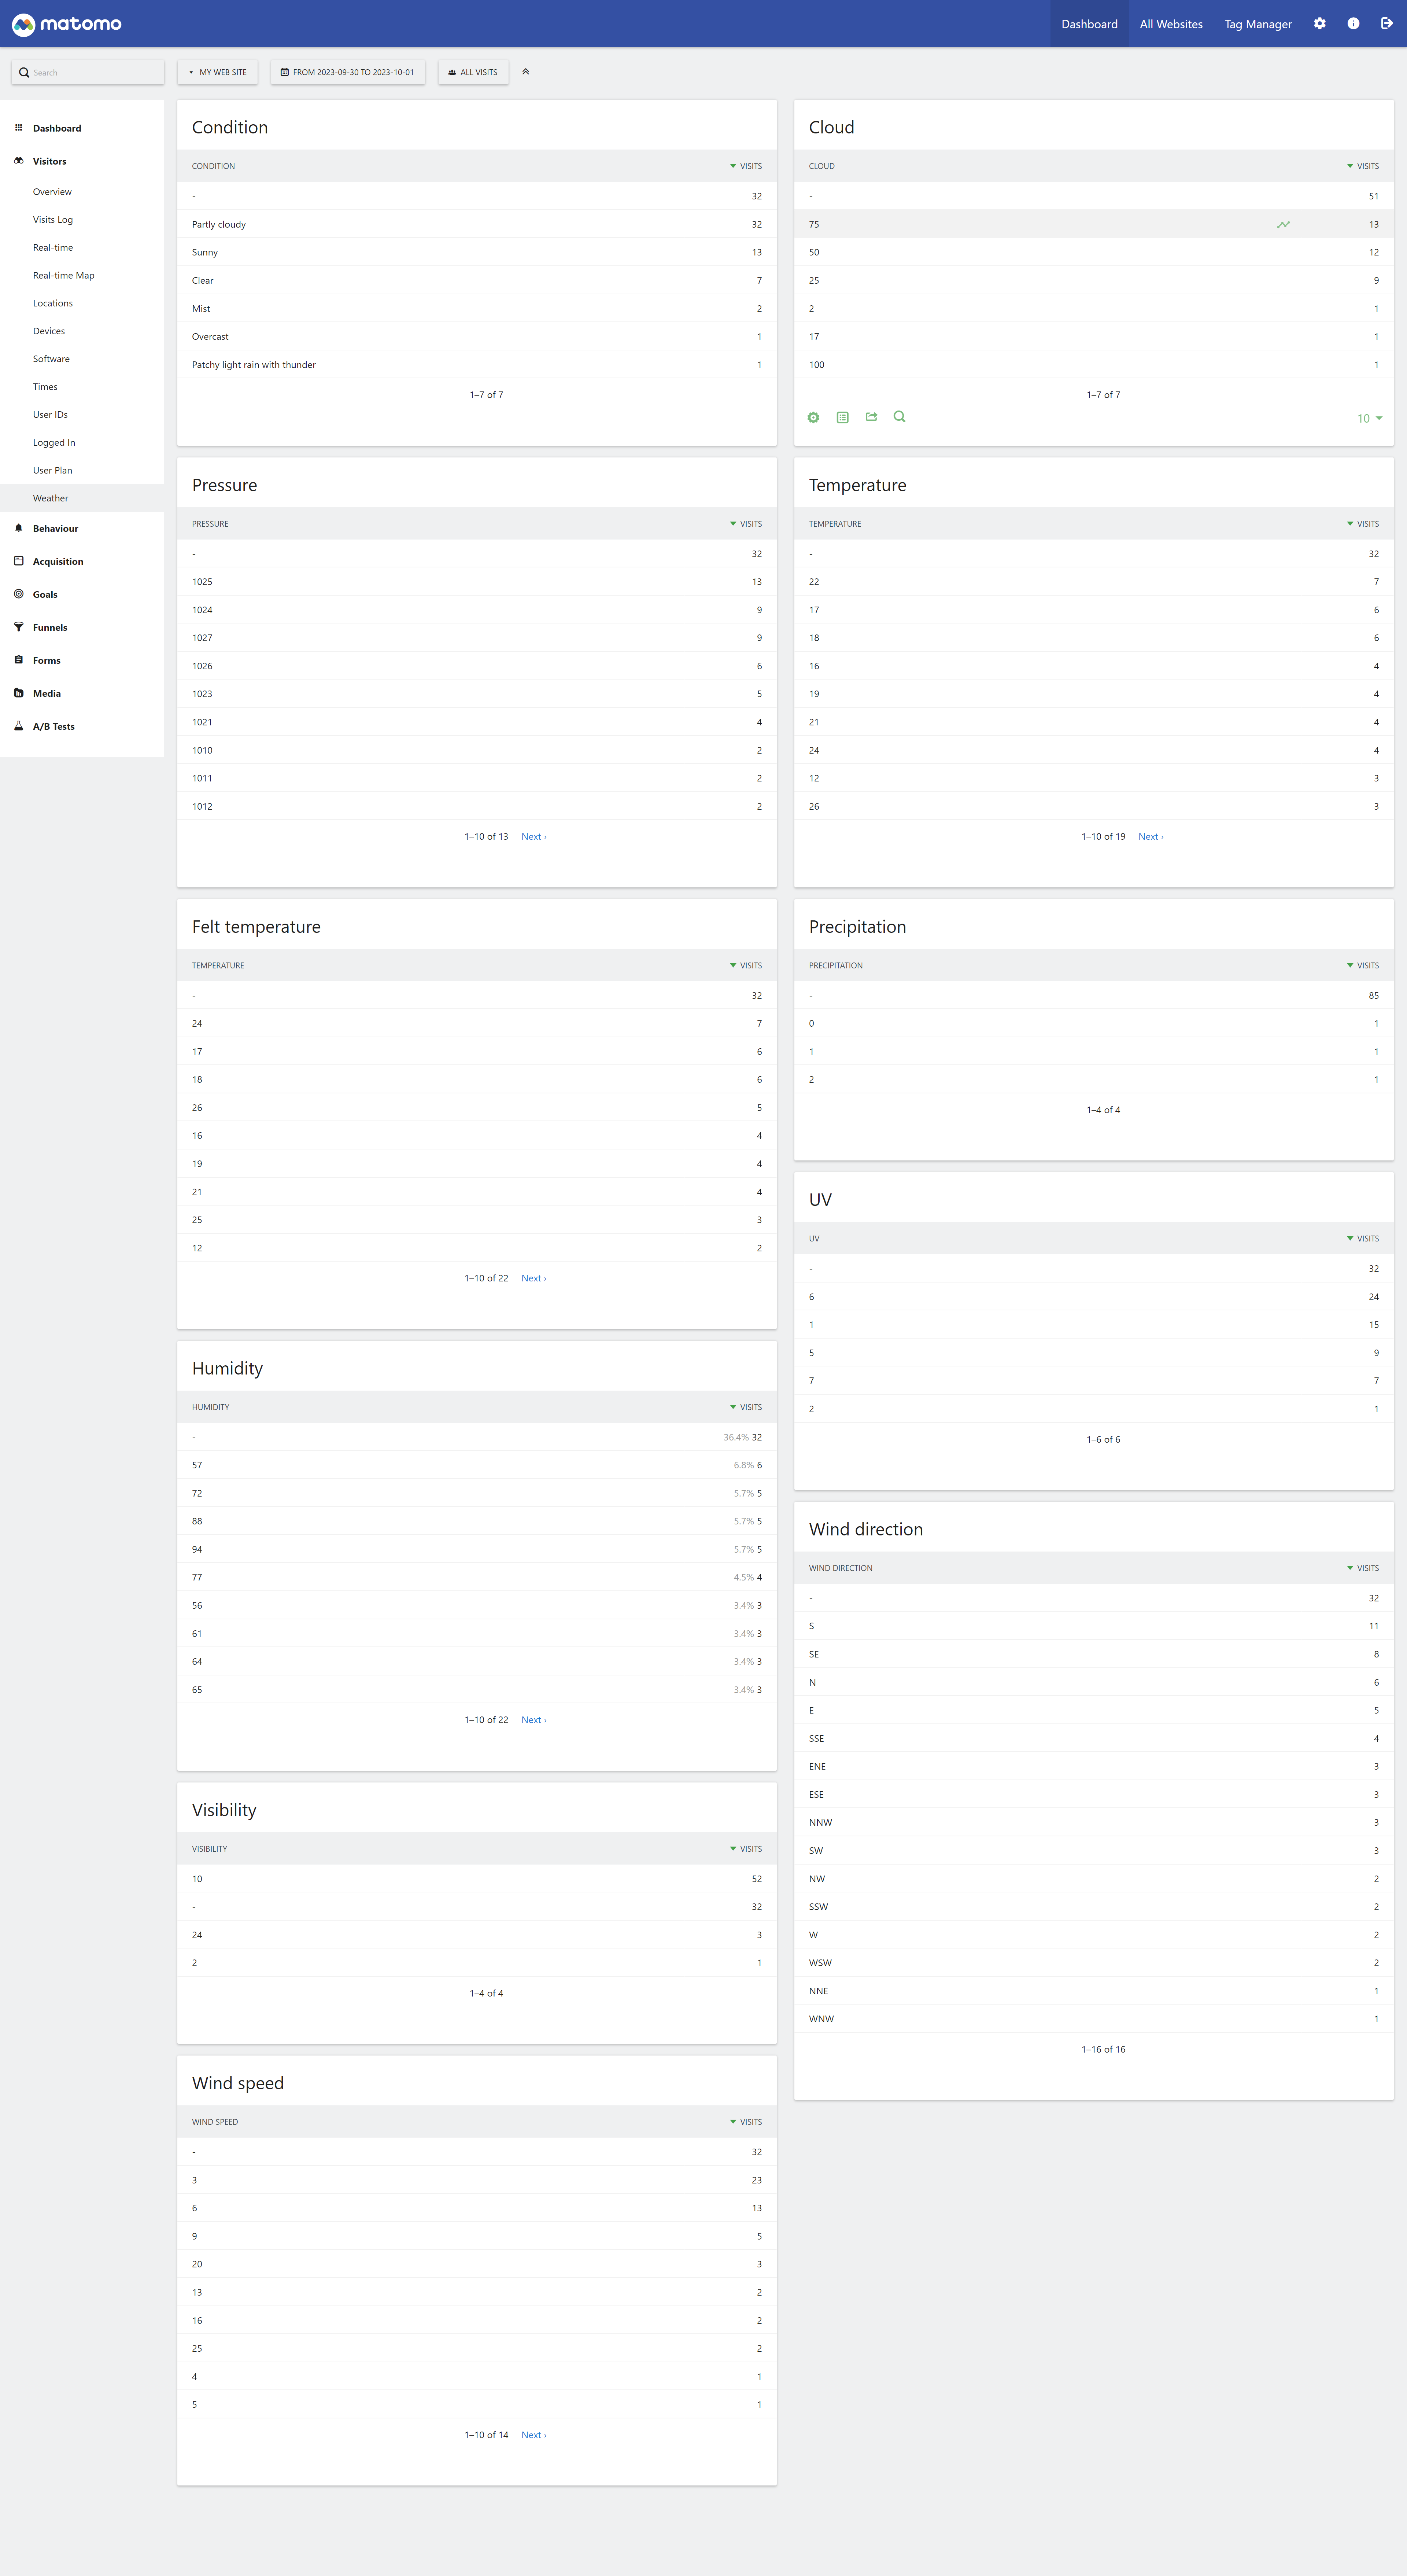 matomo
Dashboard All Websites Tag Manager
Search
MY WEB SITE FROM 2023-09-30 TO 2023-10-01 ALL VISITS
Dashboard
Visitors
Overview
Visits Log
Real-time
Real-time Map
Locations
Devices
Software
Times
User IDs
Logged In
User Plan
Weather
Behaviour
Acquisition
Goals
Funnels
Forms
Media
A/B Tests
Condition
CONDITION VISITS
- 32
Partly cloudy 32
Sunny 13
Clear 7
Mist 2
Overcast 1
Patchy light rain with thunder 1
1–7 of 7
Cloud
CLOUD VISITS
- 51
75 13
50 12
25 9
2 1
17 1
100 1
1–7 of 7
10
Pressure
PRESSURE VISITS
- 32
1025 13
1024 9
1027 9
1026 6
1023 5
1021 4
1010 2
1011 2
1012 2
1–10 of 13 Next ›
Temperature
TEMPERATURE VISITS
- 32
22 7
17 6
18 6
16 4
19 4
21 4
24 4
12 3
26 3
1–10 of 19 Next ›
Felt temperature
TEMPERATURE VISITS
- 32
24 7
17 6
18 6
26 5
16 4
19 4
21 4
25 3
12 2
1–10 of 22 Next ›
Precipitation
PRECIPITATION VISITS
- 85
0 1
1 1
2 1
1–4 of 4
UV
UV VISITS
- 32
6 24
1 15
5 9
7 7
2 1
1–6 of 6
Humidity
HUMIDITY VISITS
- 36.4% 32
57 6.8% 6
72 5.7% 5
88 5.7% 5
94 5.7% 5
77 4.5% 4
56 3.4% 3
61 3.4% 3
64 3.4% 3
65 3.4% 3
1–10 of 22 Next ›
Wind direction
WIND DIRECTION VISITS
- 32
S 11
SE 8
N 6
E 5
SSE 4
ENE 3
ESE 3
NNW 3
SW 3
NW 2
SSW 2
W 2
WSW 2
NNE 1
WNW 1
1–16 of 16
Visibility
VISIBILITY VISITS
10 52
- 32
24 3
2 1
1–4 of 4
Wind speed
WIND SPEED VISITS
- 32
3 23
6 13
9 5
20 3
13 2
16 2
25 2
4 1
5 1
1–10 of 14 Next ›